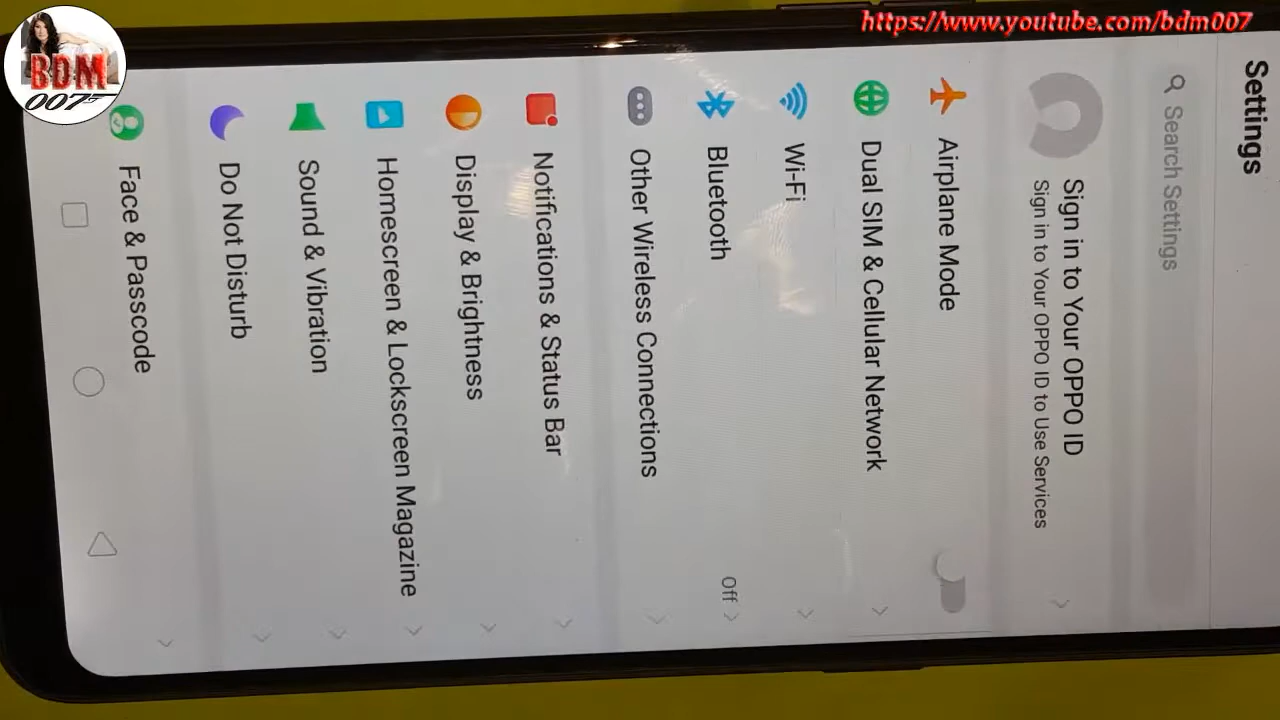 https://www.youtube.com/bdm007
BDM
007
Settings
Search Settings
Sign in to Your OPPO ID
Sign in to Your OPPO ID to Use Services
Airplane Mode
Dual SIM & Cellular Network
Wi-Fi
Bluetooth
Off
Other Wireless Connections
Notifications & Status Bar
Display & Brightness
Homescreen & Lockscreen Magazine
Sound & Vibration
Do Not Disturb
Face & Passcode